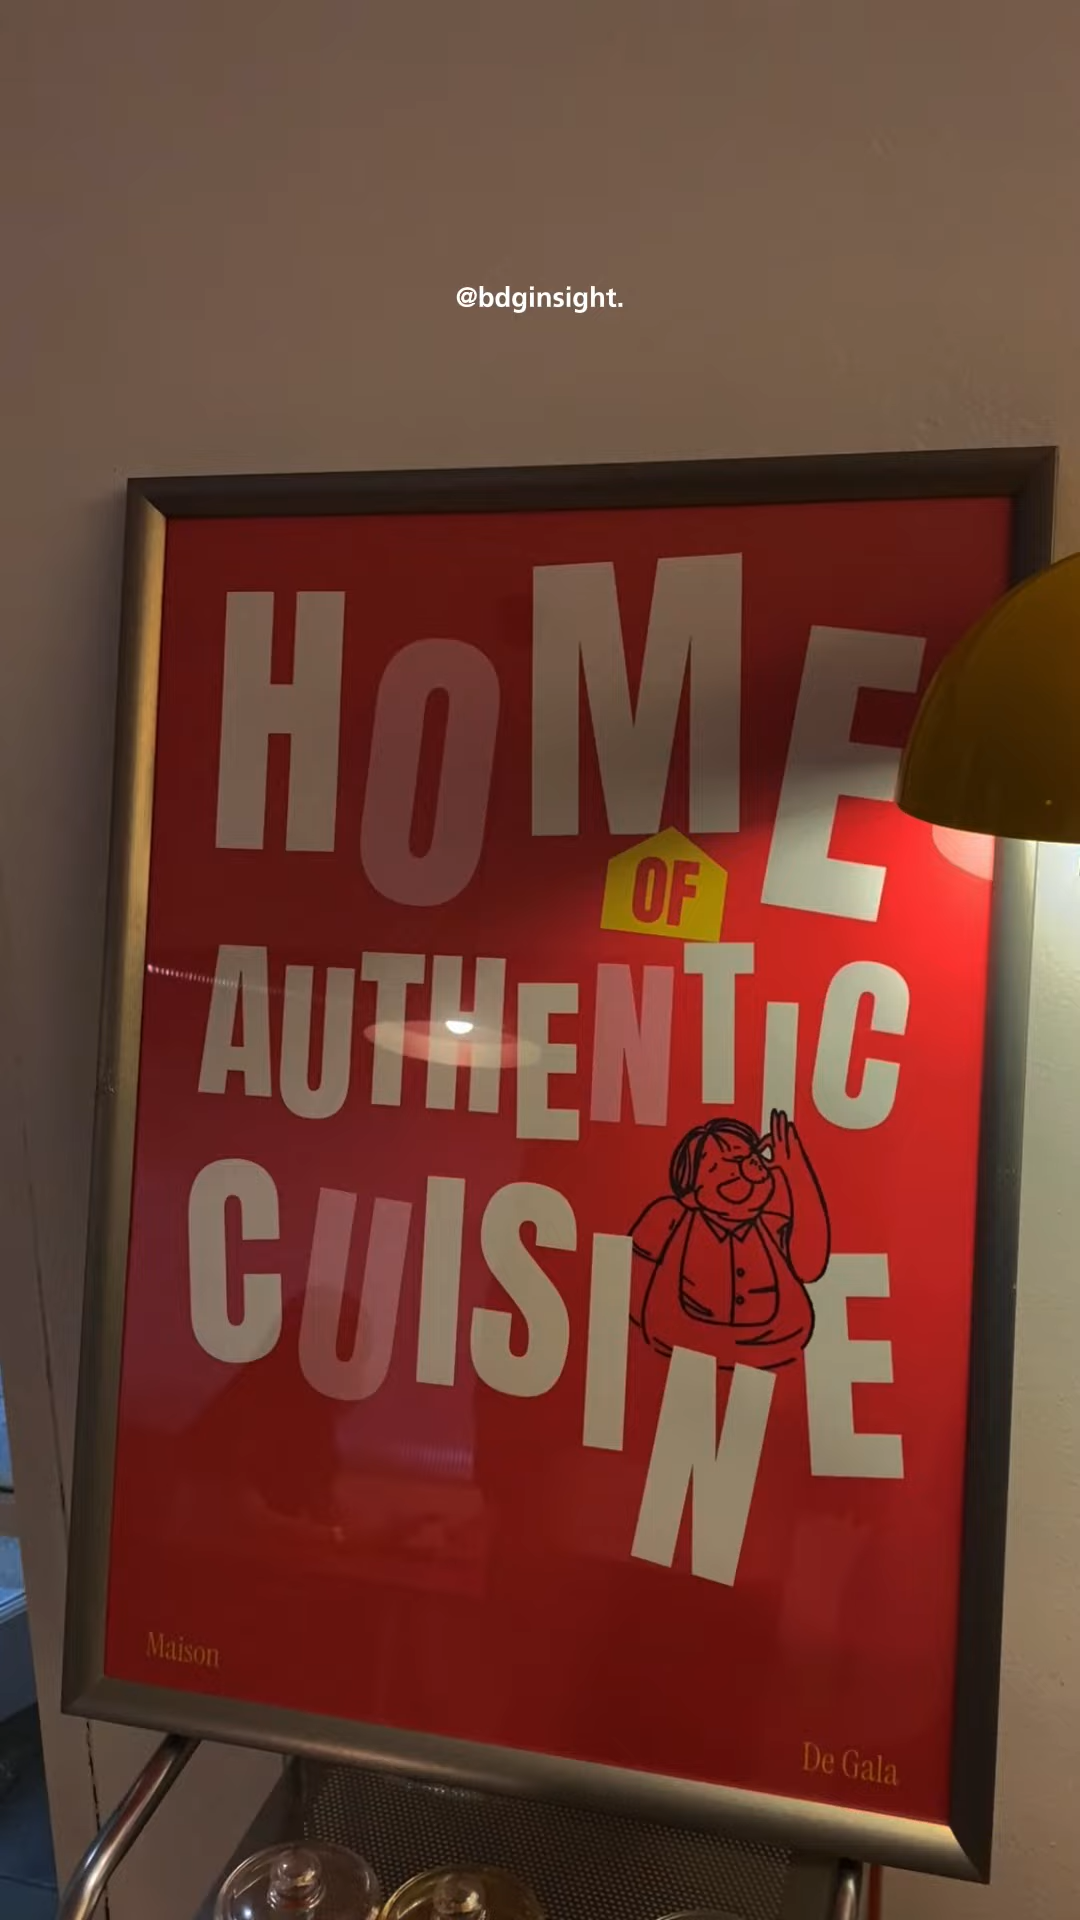 @bdginsight.
HOME
OF
AUTHENTIC
CUISINE
Maison
De Gala